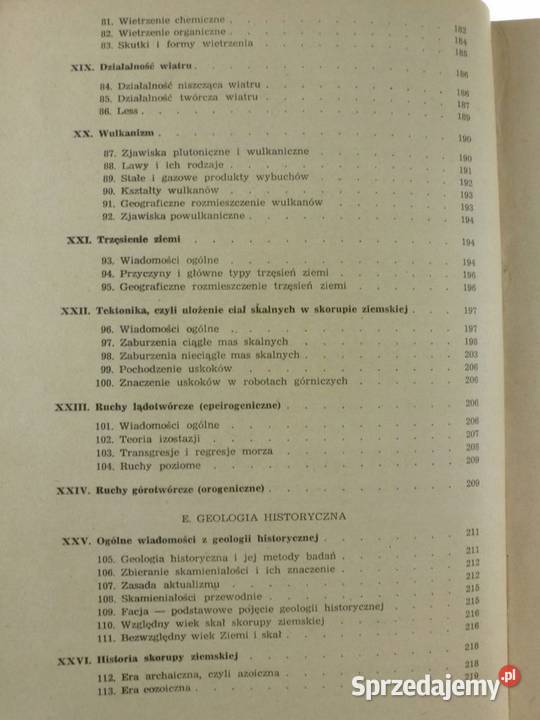 81. Wietrzenie chemiczne . . . . . . . .
82. Wietrzenie organiczne . . . . . . . . 182
83. Skutki i formy wietrzenia . . . . . . . . 184
185
XIX. Działalność wiatru . . . . . . . . 186
84. Działalność niszcząca wiatru . . . . . . . . 186
85. Działalność twórcza wiatru . . . . . . . . 187
86. Less . . . . . . . . 189
XX. Wulkanizm . . . . . . . . 190
87. Zjawiska plutoniczne i wulkaniczne . . . . . . . . 190
88. Lawy i ich rodzaje . . . . . . . . 191
89. Stałe i gazowe produkty wybuchów . . . . . . . . 192
90. Kształty wulkanów . . . . . . . . 193
91. Geograficzne rozmieszczenie wulkanów . . . . . . . . 193
92. Zjawiska powulkaniczne . . . . . . . . 194
XXI. Trzęsienie ziemi . . . . . . . . 194
93. Wiadomości ogólne . . . . . . . . 194
94. Przyczyny i główne typy trzęsień ziemi . . . . . . . . 196
95. Geograficzne rozmieszczenie trzęsień ziemi . . . . . . . . 196
XXII. Tektonika, czyli ułożenie ciał skalnych w skorupie ziemskiej . . . . 197
96. Wiadomości ogólne . . . . . . . . 197
97. Zaburzenia ciągłe mas skalnych . . . . . . . . 198
98. Zaburzenia nieciągłe mas skalnych . . . . . . . . 203
99. Pochodzenie uskoków . . . . . . . . 206
100. Znaczenie uskoków w robotach górniczych . . . . . . . . 206
XXIII. Ruchy lądotwórcze (epeirogeniczne) . . . . . . . . 206
101. Wiadomości ogólne . . . . . . . . 206
102. Teoria izostazji . . . . . . . . 207
103. Transgresje i regresje morza . . . . . . . . 208
104. Ruchy poziome . . . . . . . . 209
XXIV. Ruchy górotwórcze (orogeniczne) . . . . . . . . 209
E. GEOLOGIA HISTORYCZNA
XXV. Ogólne wiadomości z geologii historycznej . . . . . . . . 211
105. Geologia historyczna i jej metody badań . . . . . . . . 211
106. Zbieranie skamieniałości i ich znaczenie . . . . . . . . 212
107. Zasada aktualizmu . . . . . . . . 212
108. Skamieniałości przewodnie . . . . . . . . 215
109. Facja — podstawowe pojęcie geologii historycznej . . . . 215
110. Względny wiek skał skorupy ziemskiej . . . . . . . . 216
111. Bezwzględny wiek Ziemi i skał . . . . . . . . 216
XXVI. Historia skorupy ziemskiej . . . . . . . . 218
112. Era archaiczna, czyli azoiczna . . . . . . . . 218
113. Era eozoiczna . . . . . . . . 219
Sprzedajemy.pl